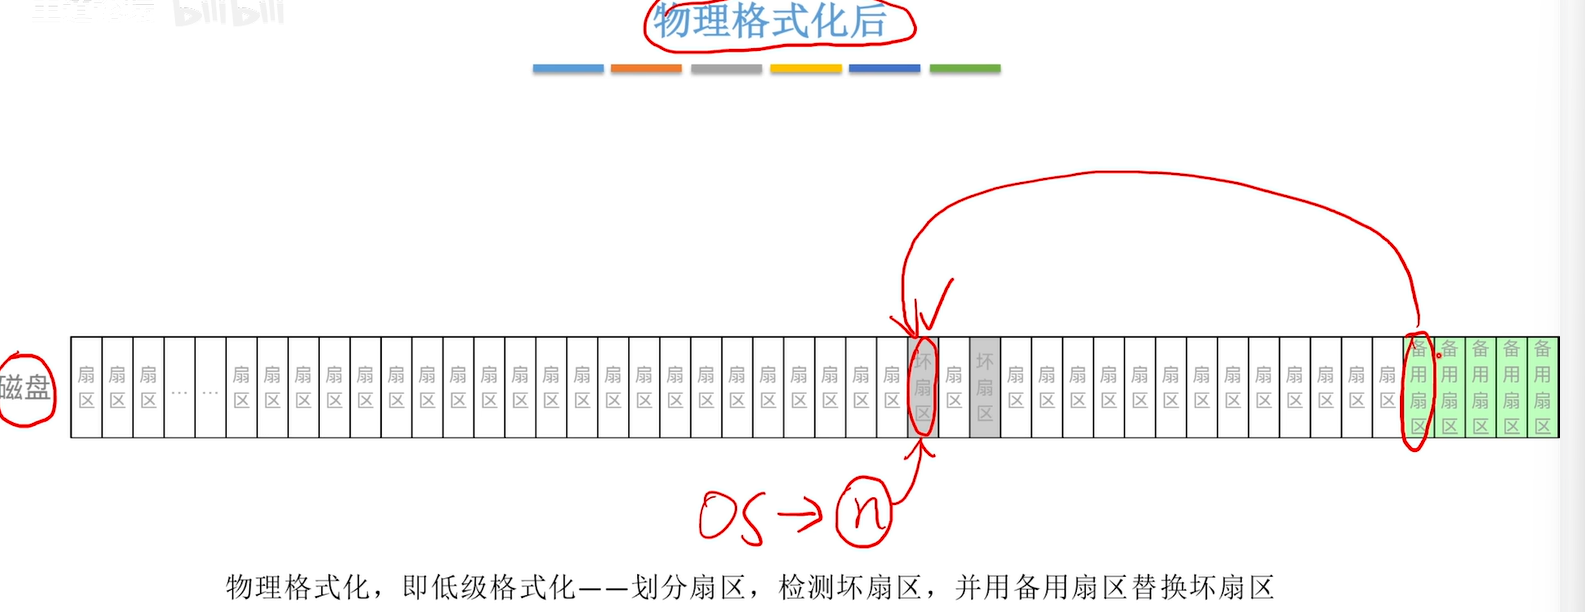 bilibili
物理格式化后
磁盘 扇区 扇区 扇区 … … 扇区 扇区 扇区 扇区 扇区 扇区 扇区 扇区 扇区 扇区 扇区 扇区 扇区 扇区 扇区 扇区 扇区 扇区 扇区 扇区 扇区 扇区 坏扇区 扇区 坏扇区 扇区 扇区 扇区 扇区 扇区 扇区 扇区 扇区 扇区 扇区 扇区 扇区 扇区 备用扇区 备用扇区 备用扇区 备用扇区 备用扇区
OS→n
物理格式化，即低级格式化——划分扇区，检测坏扇区，并用备用扇区替换坏扇区